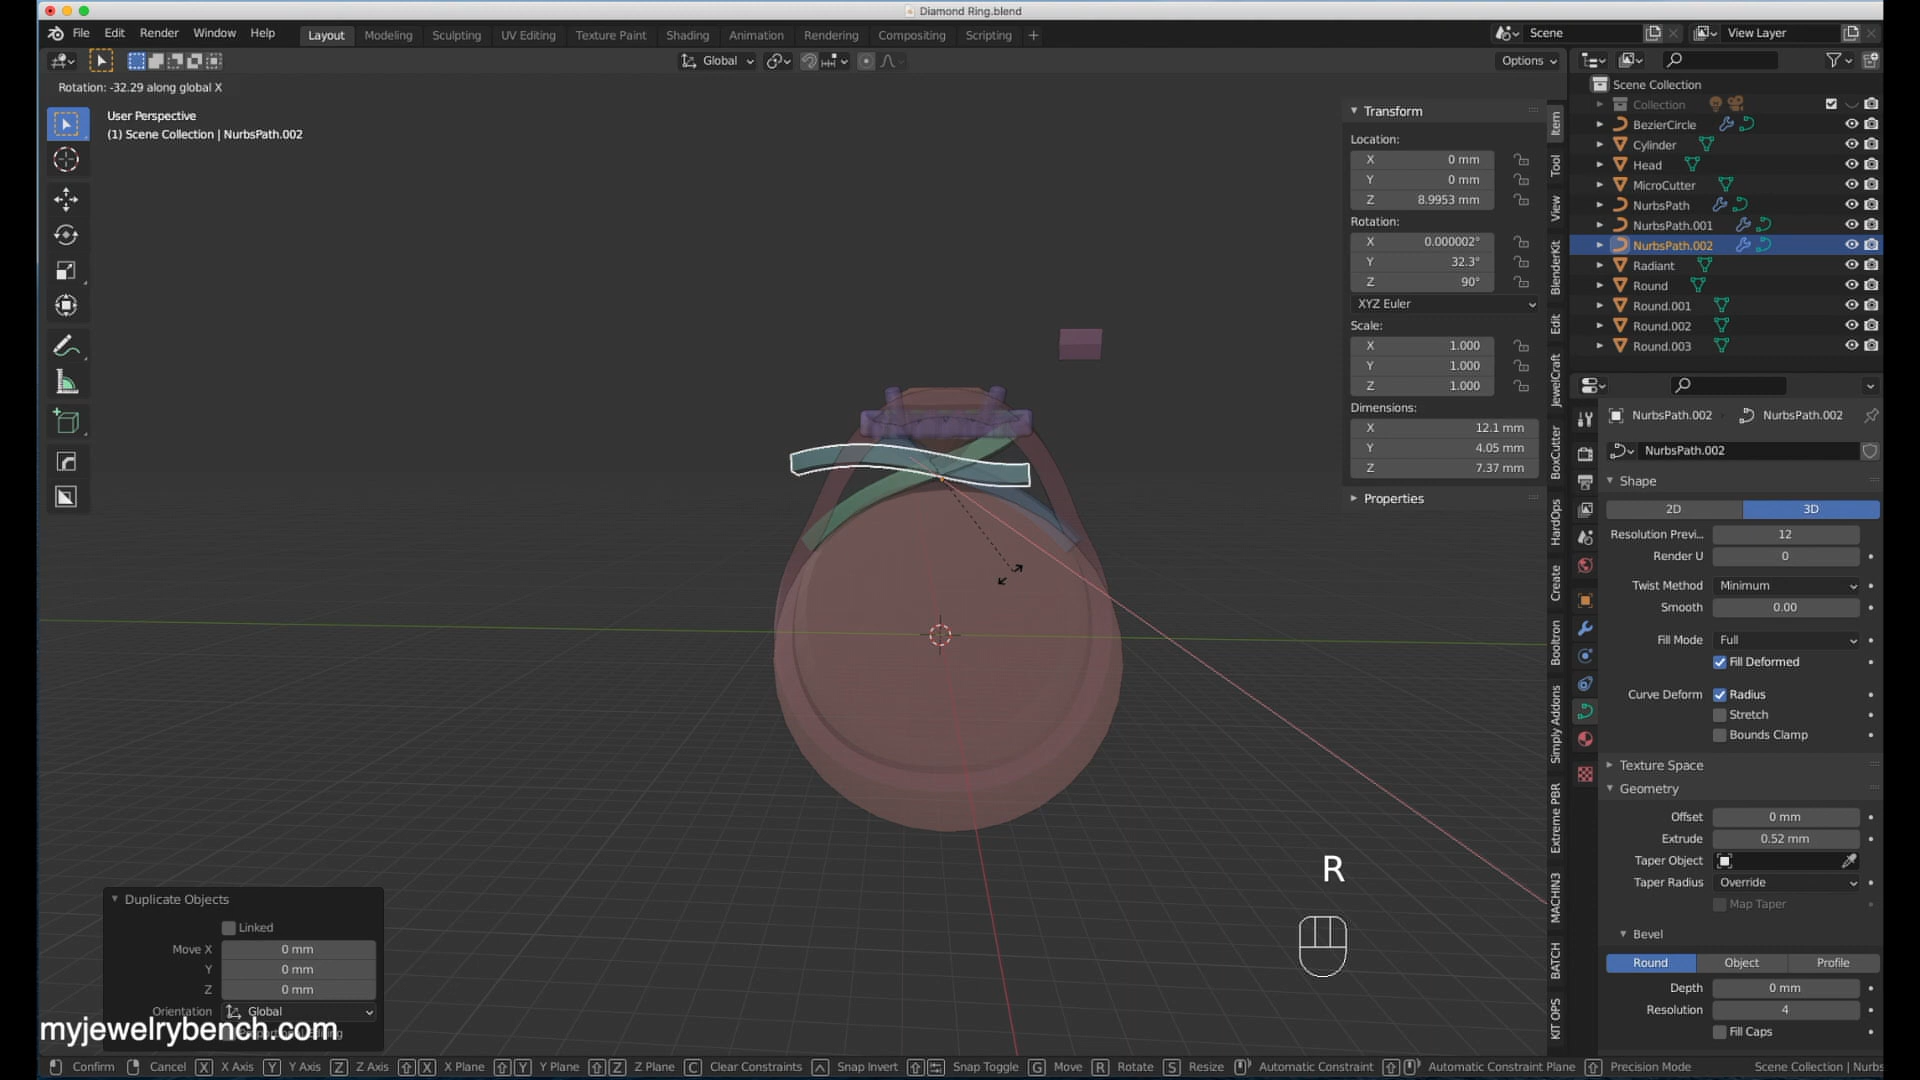 Diamond Ring.blend
File Edit Render Window Help Layout Modeling Sculpting UV Editing Texture Paint Shading Animation Rendering Compositing Scripting + Scene View Layer
Global Options
Rotation: -32.29 along global X
User Perspective
(1) Scene Collection | NurbsPath.002
Transform
Location:
X 0 mm
Y 0 mm
Z 8.9953 mm
Rotation:
X 0.000002°
Y 32.3°
Z 90°
XYZ Euler
Scale:
X 1.000
Y 1.000
Z 1.000
Dimensions:
X 12.1 mm
Y 4.05 mm
Z 7.37 mm
Properties
Item
Tool
View
BlenderKit
Edit
JewelCraft
BoxCutter
HardOps
Create
Booltron
Simply Addons
Extreme PBR
MACHIN3
BATCH
KIT OPS
Scene Collection
Collection
BezierCircle
Cylinder
Head
MicroCutter
NurbsPath
NurbsPath.001
NurbsPath.002
Radiant
Round
Round.001
Round.002
Round.003
NurbsPath.002 NurbsPath.002
NurbsPath.002
Shape
2D 3D
Resolution Previ... 12
Render U 0
Twist Method Minimum
Smooth 0.00
Fill Mode Full
Fill Deformed
Curve Deform Radius
Stretch
Bounds Clamp
Texture Space
Geometry
Offset 0 mm
Extrude 0.52 mm
Taper Object
Taper Radius Override
Map Taper
Bevel
Round Object Profile
Depth 0 mm
Resolution 4
Fill Caps
R
Duplicate Objects
Linked
Move X 0 mm
Y 0 mm
Z 0 mm
Orientation Global
myjewelrybench.com
Confirm Cancel X X Axis Y Y Axis Z Z Axis X X Plane Y Y Plane Z Z Plane C Clear Constraints Snap Invert Snap Toggle G Move R Rotate S Resize Automatic Constraint Automatic Constraint Plane Precision Mode Scene Collection | Nurbs